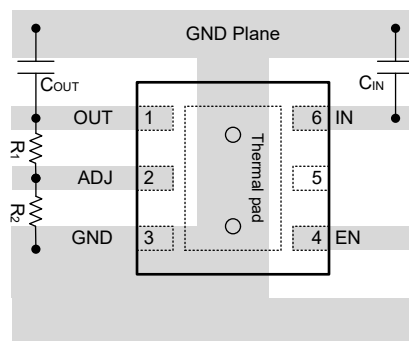 GND Plane
COUT
CIN
OUT 1
6 IN
R1
ADJ 2
Thermal pad
5
R2
GND 3
4 EN